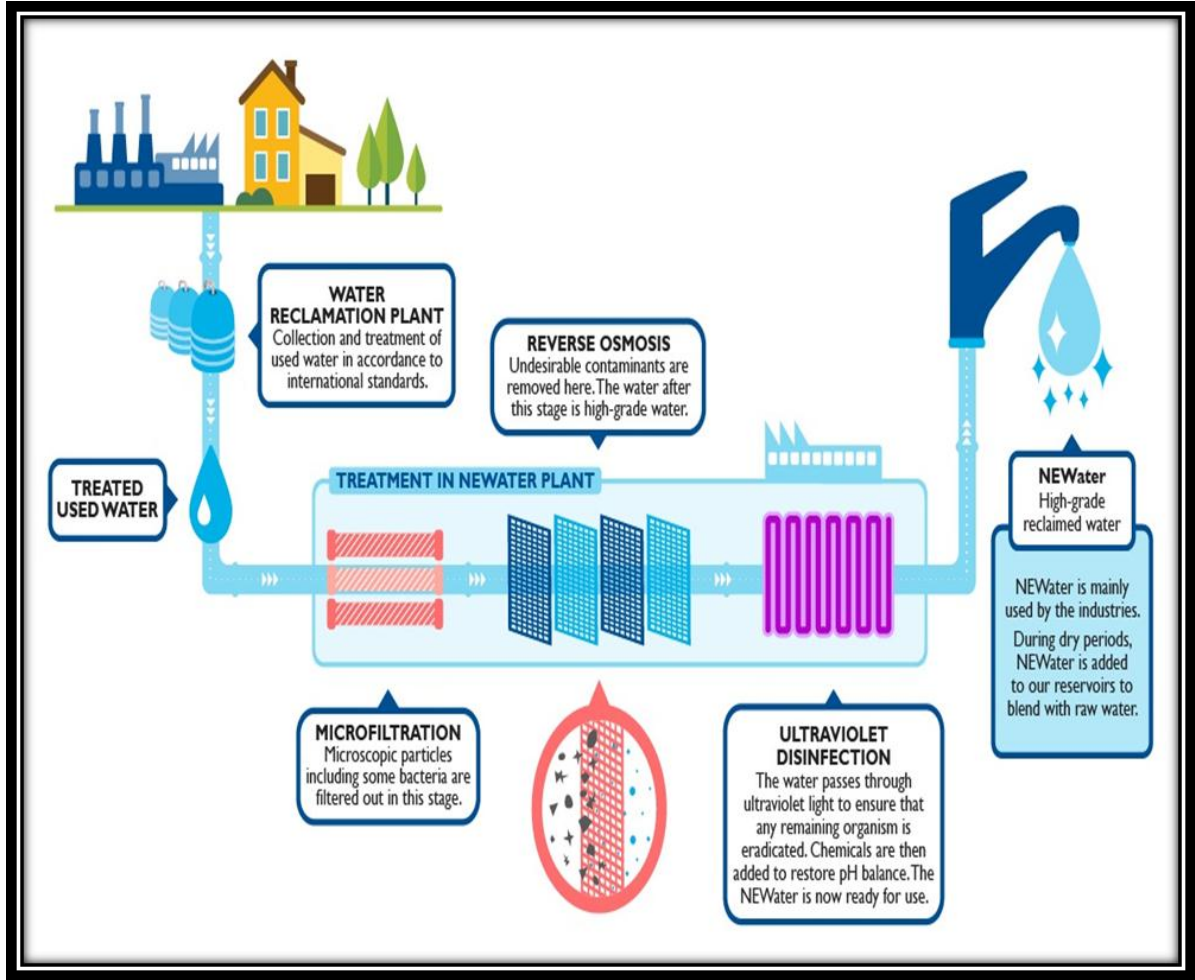 WATER
RECLAMATION PLANT
Collection and treatment of
used water in accordance to
international standards.
TREATED
USED WATER
REVERSE OSMOSIS
Undesirable contaminants are
removed here. The water after
this stage is high-grade water.
TREATMENT IN NEWATER PLANT
MICROFILTRATION
Microscopic particles
including some bacteria are
filtered out in this stage.
ULTRAVIOLET
DISINFECTION
The water passes through
ultraviolet light to ensure that
any remaining organism is
eradicated. Chemicals are then
added to restore pH balance. The
NEWater is now ready for use.
NEWater
High-grade
reclaimed water
NEWater is mainly
used by the industries.
During dry periods,
NEWater is added
to our reservoirs to
blend with raw water.